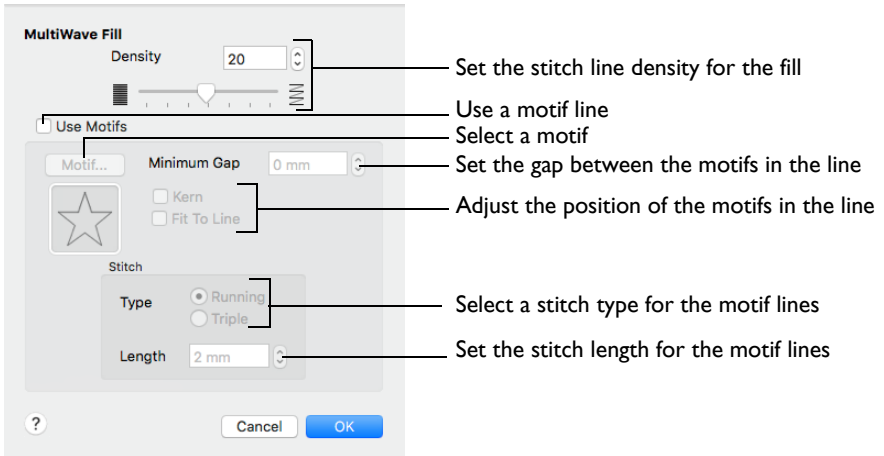 MultiWave Fill
Density 20
Set the stitch line density for the fill
Use a motif line
Use Motifs
Select a motif
Motif... Minimum Gap 0 mm
Set the gap between the motifs in the line
Kern
Fit To Line
Adjust the position of the motifs in the line
Stitch
Type Running
Triple
Select a stitch type for the motif lines
Length 2 mm
Set the stitch length for the motif lines
? Cancel OK